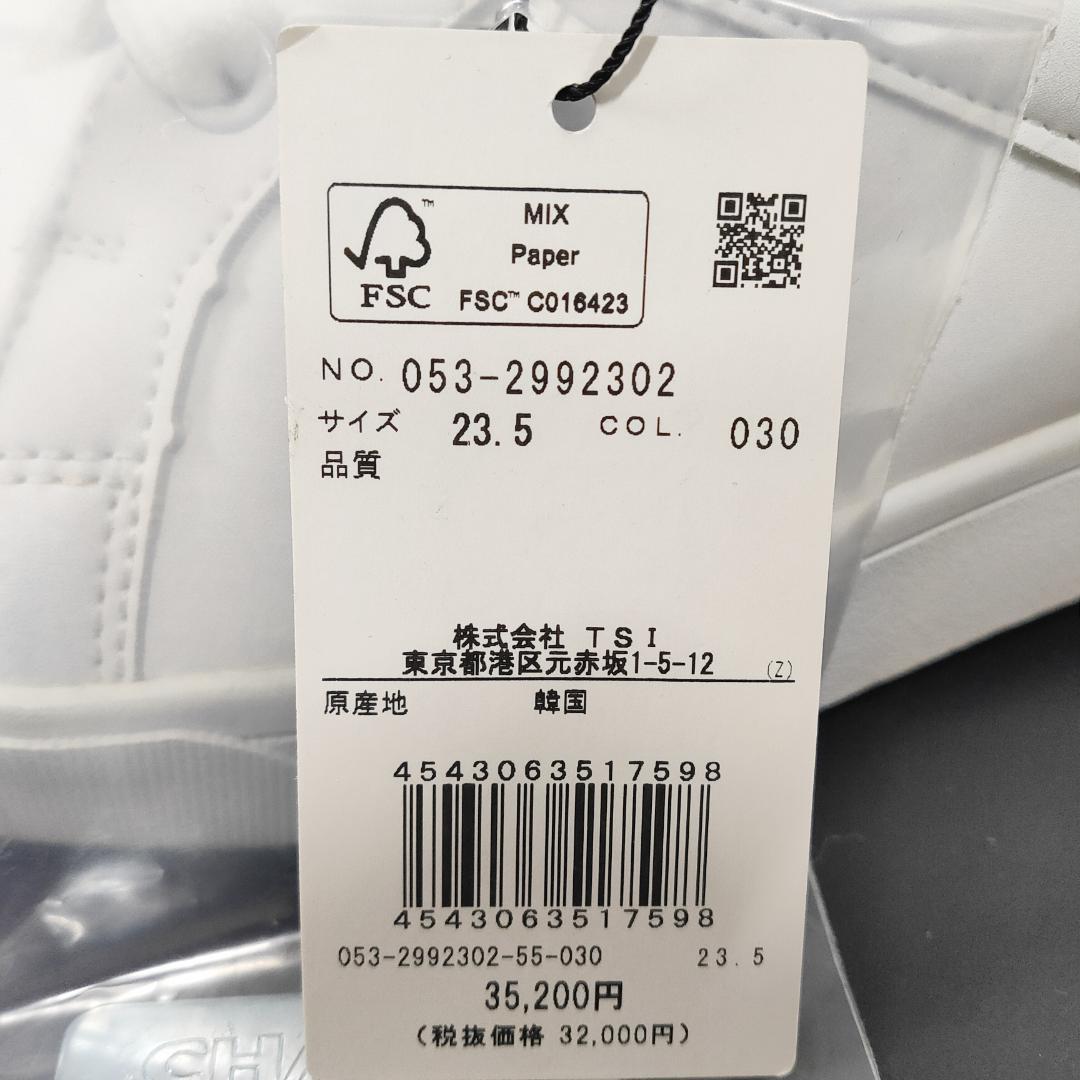 MIX
Paper
FSC™ C016423
FSC
NO. 053-2992302
サイズ 23.5 COL. 030
品質
株式会社 TSI
東京都港区元赤坂1-5-12 (Z)
原産地 韓国
4543063517598
4543063517598
053-2992302-55-030 23.5
35,200円
(税抜価格 32,000円)